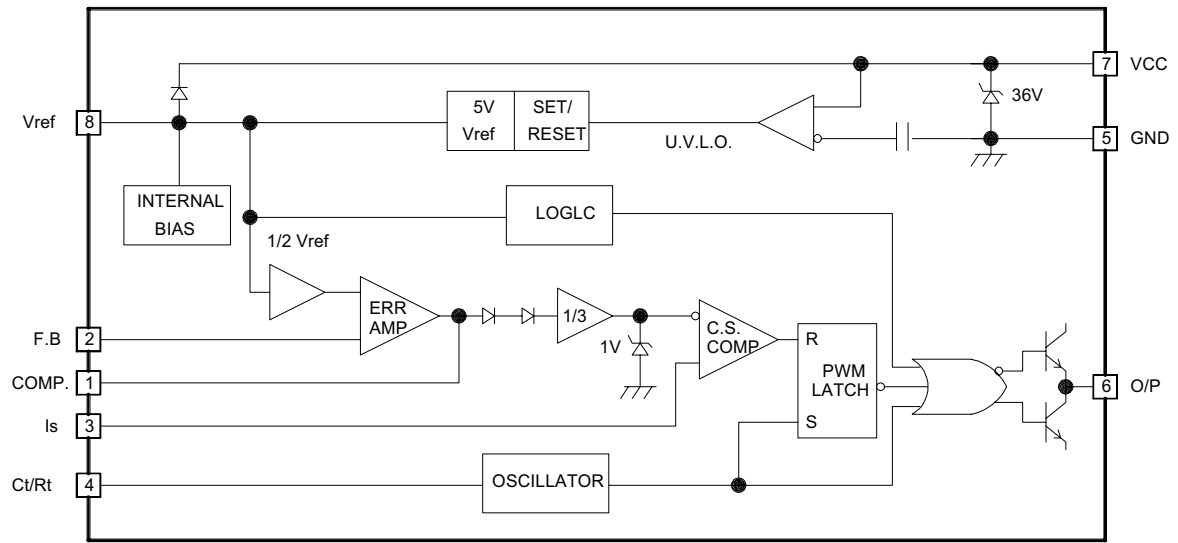 7 VCC
36V
Vref 8
5V
Vref
SET/
RESET
U.V.L.O.
5 GND
INTERNAL
BIAS
LOGLC
1/2 Vref
ERR
AMP
1/3
1V
C.S.
COMP
F.B 2
COMP. 1
Is 3
Ct/Rt 4
R
PWM
LATCH
S
6 O/P
OSCILLATOR